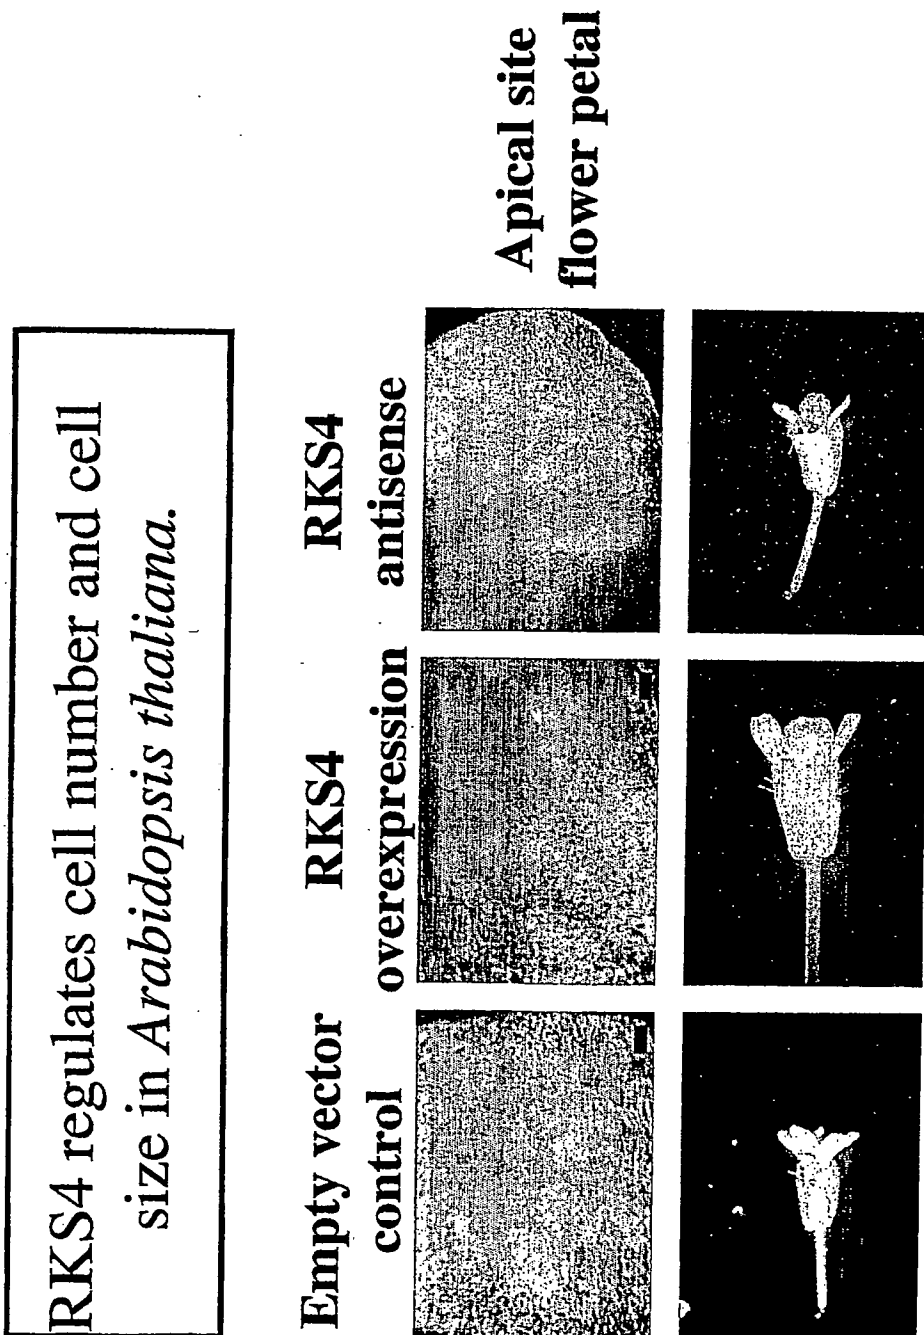 RKS4 regulates cell number and cell
size in Arabidopsis thaliana.
Empty vector
control
RKS4
overexpression
RKS4
antisense
Apical site
flower petal